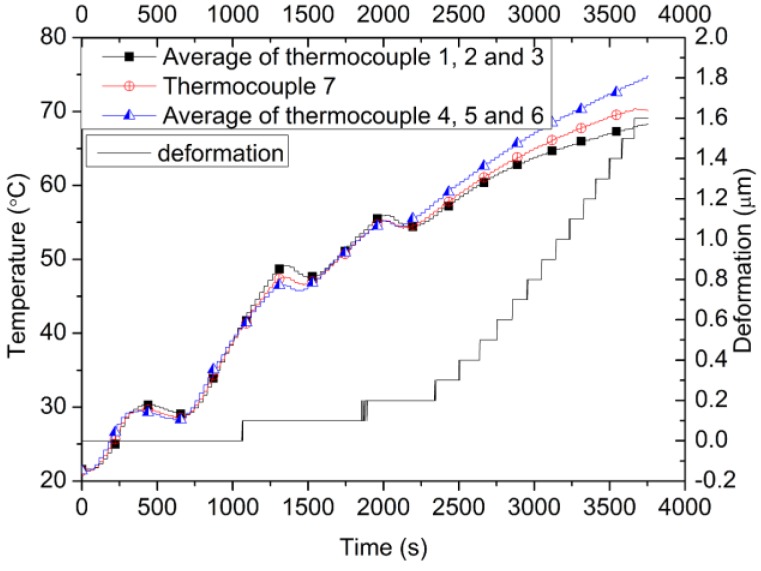 0 500 1000 1500 2000 2500 3000 3500 4000
80
70
60
50
40
30
20
Temperature (°C)
Average of thermocouple 1, 2 and 3
Thermocouple 7
Average of thermocouple 4, 5 and 6
deformation
2.0
1.8
1.6
1.4
1.2
1.0
0.8
0.6
0.4
0.2
0.0
-0.2
Deformation (μm)
0 500 1000 1500 2000 2500 3000 3500 4000
Time (s)